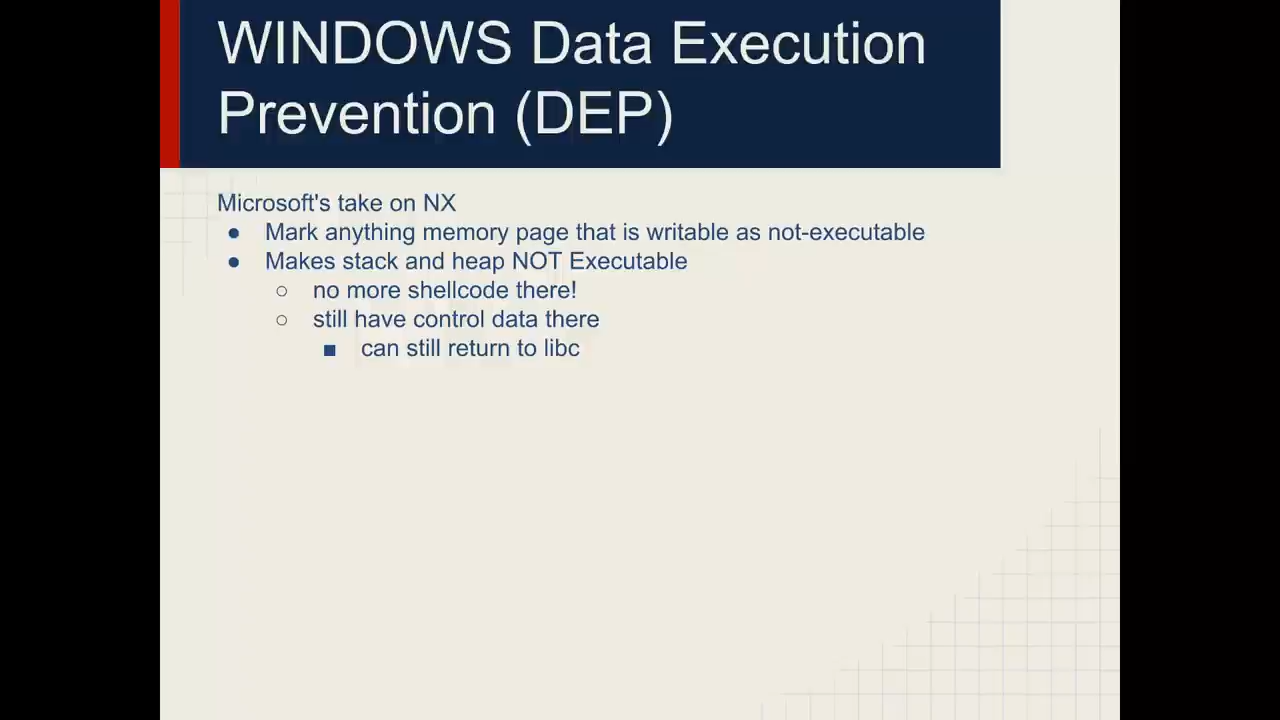 WINDOWS Data Execution
Prevention (DEP)
Microsoft's take on NX
● Mark anything memory page that is writable as not-executable
● Makes stack and heap NOT Executable
○ no more shellcode there!
○ still have control data there
■ can still return to libc